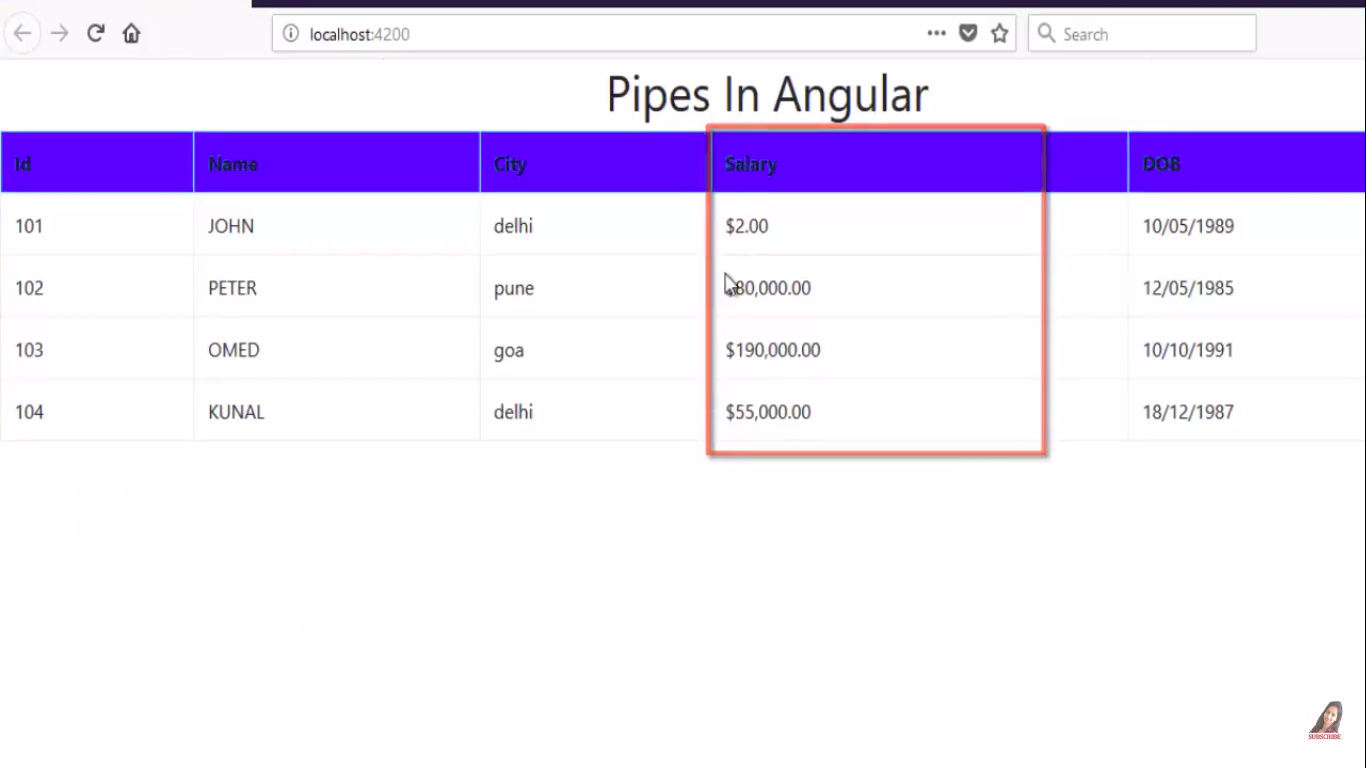 localhost:4200
Search
Pipes In Angular
Id Name City Salary DOB
101 JOHN delhi $2.00 10/05/1989
102 PETER pune 80,000.00 12/05/1985
103 OMED goa $190,000.00 10/10/1991
104 KUNAL delhi $55,000.00 18/12/1987
SUBSCRIBE